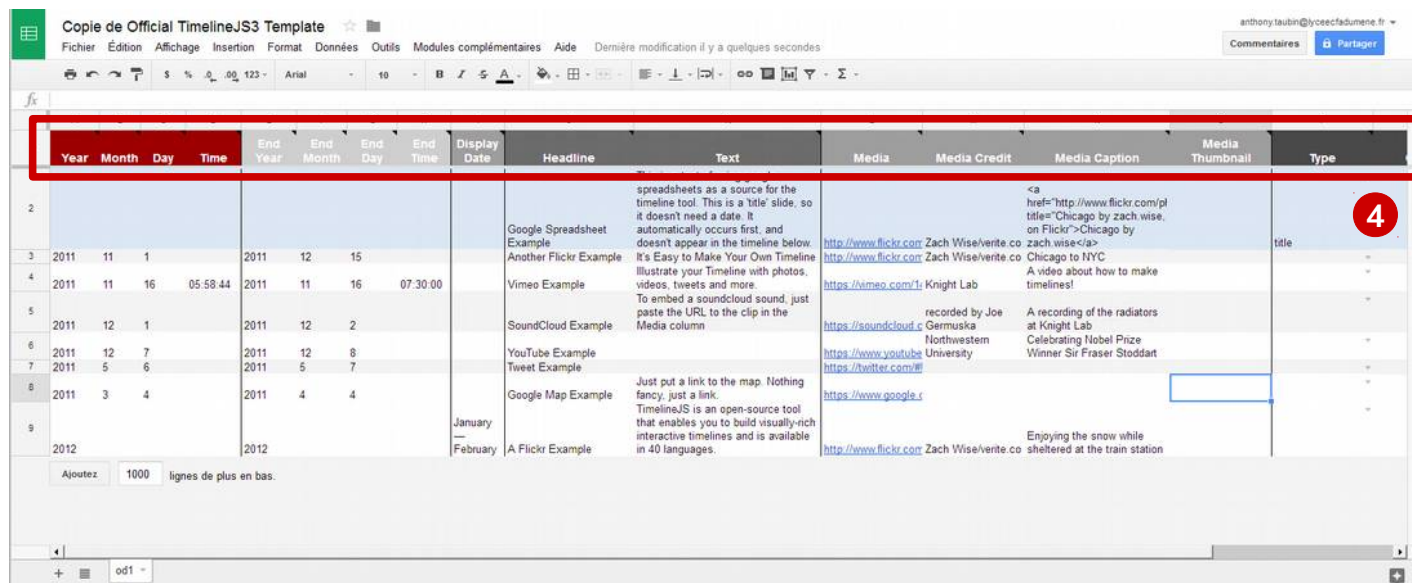 Copie de Official TimelineJS3 Template
anthony.taubin@lyceecfadumene.fr
Fichier Édition Affichage Insertion Format Données Outils Modules complémentaires Aide Dernière modification il y a quelques secondes
Commentaires Partager
$ % .0 .00 123 Arial 10 B I S A Σ
fx
Year Month Day Time End Year End Month End Day End Time Display Date Headline Text Media Media Credit Media Caption Media Thumbnail Type
4
2
spreadsheets as a source for the
timeline tool. This is a 'title' slide, so
it doesn't need a date. It
automatically occurs first, and
doesn't appear in the timeline below.
Google Spreadsheet
Example
http://www.flickr.com Zach Wise/verite.co
<a
href="http://www.flickr.com/pl
title="Chicago by zach.wise,
on Flickr">Chicago by
zach.wise</a>
title
3 2011 11 1 2011 12 15 Another Flickr Example It's Easy to Make Your Own Timeline http://www.flickr.com Zach Wise/verite.co Chicago to NYC
4 2011 11 16 05:58:44 2011 11 16 07:30:00 Vimeo Example
Illustrate your Timeline with photos,
videos, tweets and more.
https://vimeo.com/14 Knight Lab
A video about how to make
timelines!
5 2011 12 1 2011 12 2 SoundCloud Example
To embed a soundcloud sound, just
paste the URL to the clip in the
Media column
https://soundcloud.c
recorded by Joe
Germuska
A recording of the radiators
at Knight Lab
6 2011 12 7 2011 12 8 YouTube Example https://www.youtube
Northwestern
University
Celebrating Nobel Prize
Winner Sir Fraser Stoddart
7 2011 5 6 2011 5 7 Tweet Example https://twitter.com/#!
8 2011 3 4 2011 4 4 Google Map Example
Just put a link to the map. Nothing
fancy, just a link.
https://www.google.c
9 2012 2012
January
—
February
A Flickr Example
TimelineJS is an open-source tool
that enables you to build visually-rich
interactive timelines and is available
in 40 languages.
http://www.flickr.com Zach Wise/verite.co
Enjoying the snow while
sheltered at the train station
Ajoutez 1000 lignes de plus en bas.
od1